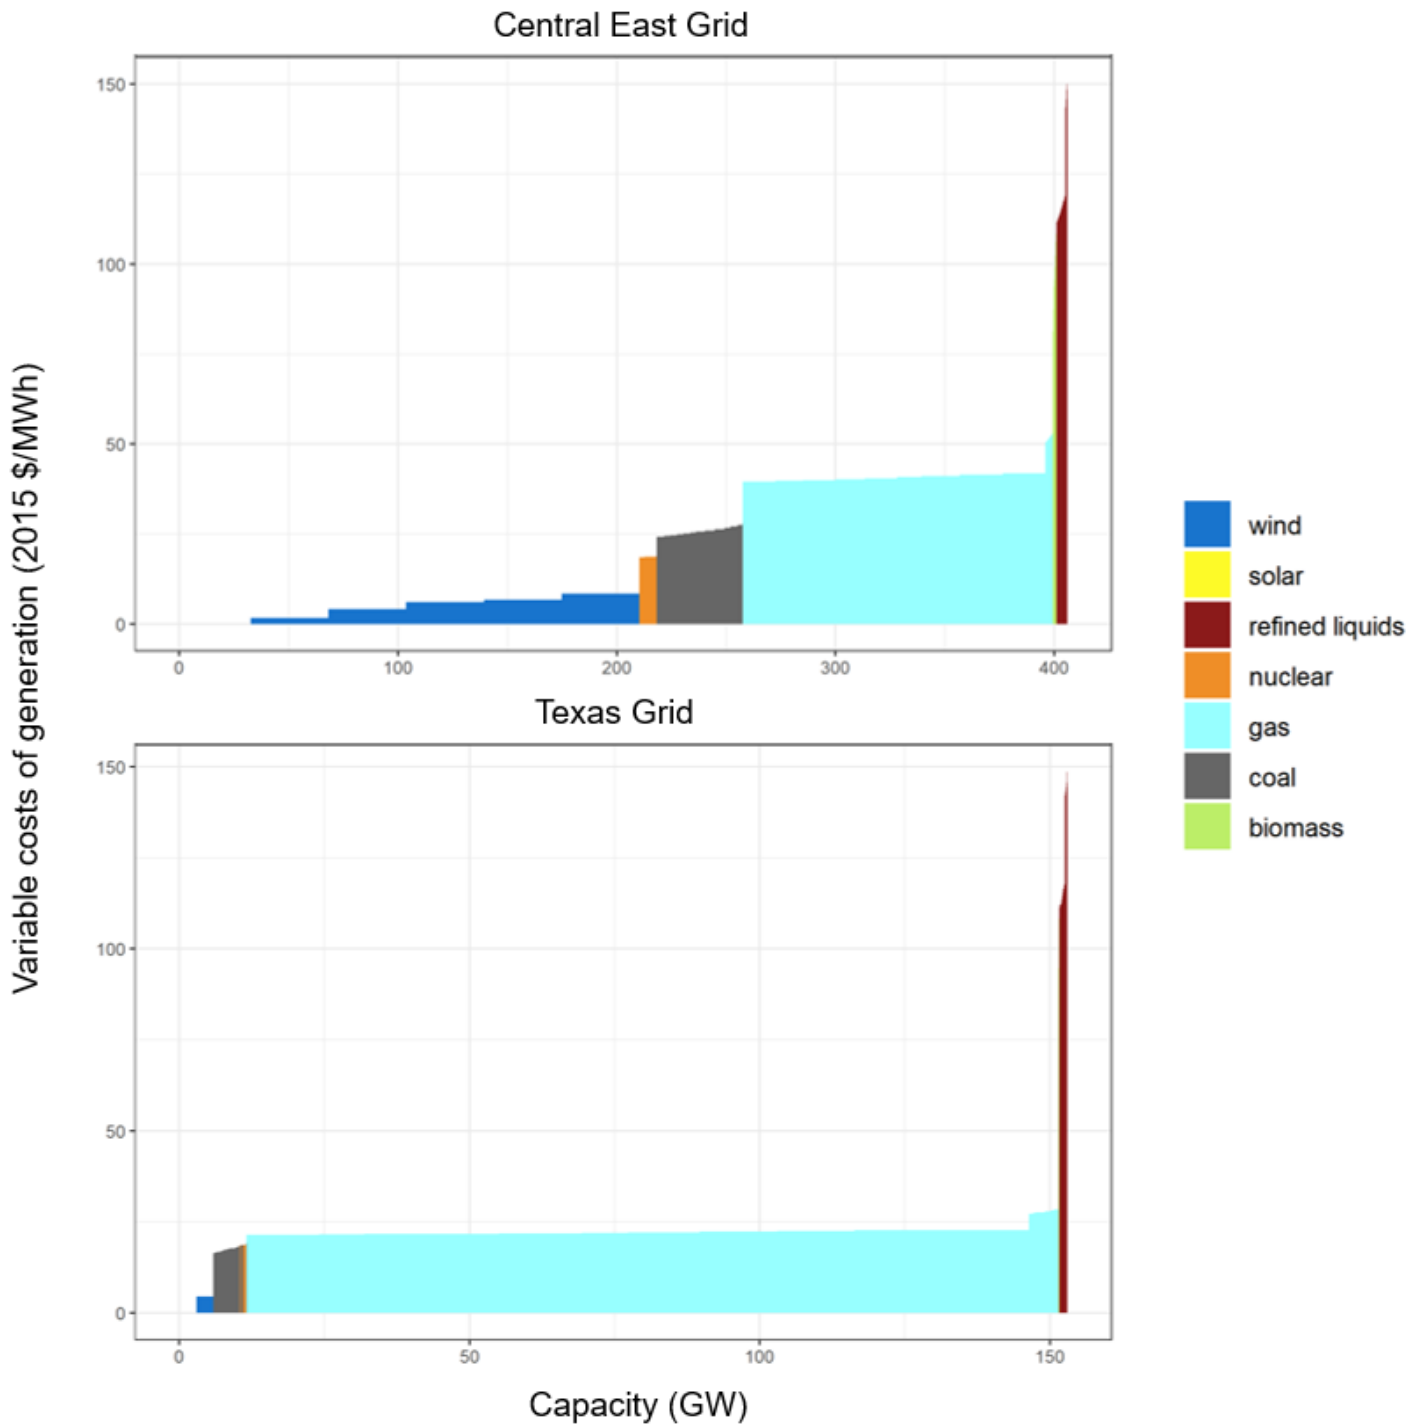 Central East Grid
150
100
50
0
0 100 200 300 400
Texas Grid
150
100
50
0
0 50 100 150
Capacity (GW)
Variable costs of generation (2015 $/MWh)
wind
solar
refined liquids
nuclear
gas
coal
biomass